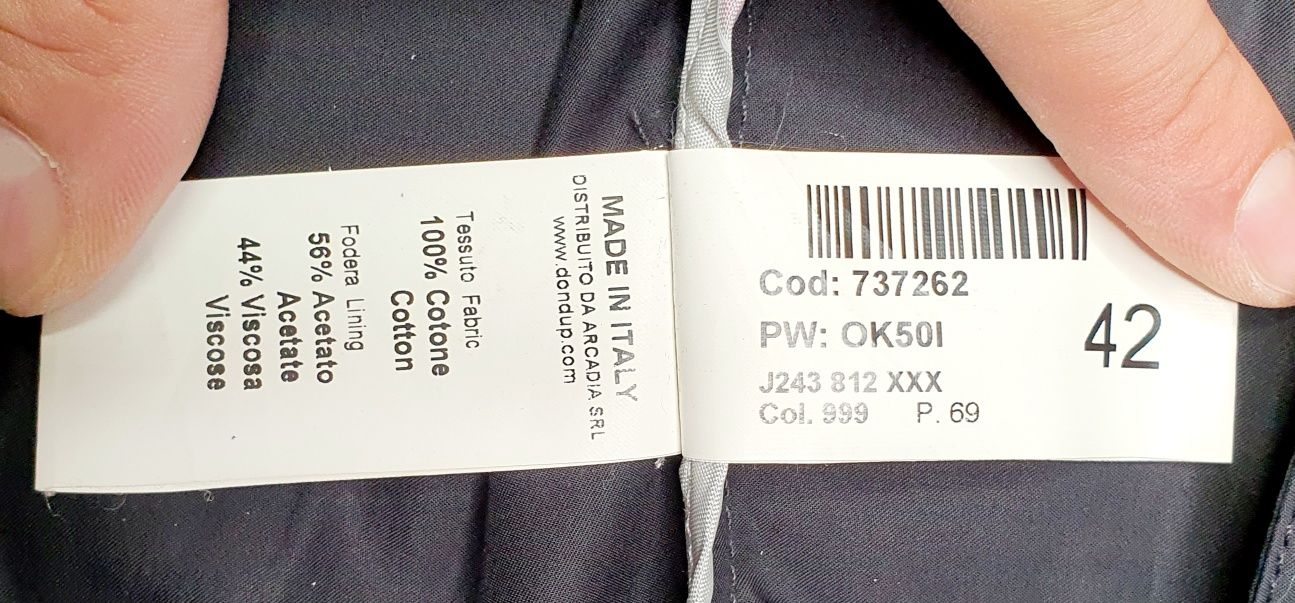 MADE IN ITALY
DISTRIBUITO DA ARCADIA SRL
www.dondup.com
Tessuto Fabric
100% Cotone
Cotton
Fodera Lining
56% Acetato
Acetate
44% Viscosa
Viscose
Cod: 737262
PW: OK50I
J243 812 XXX
Col. 999 P. 69
42